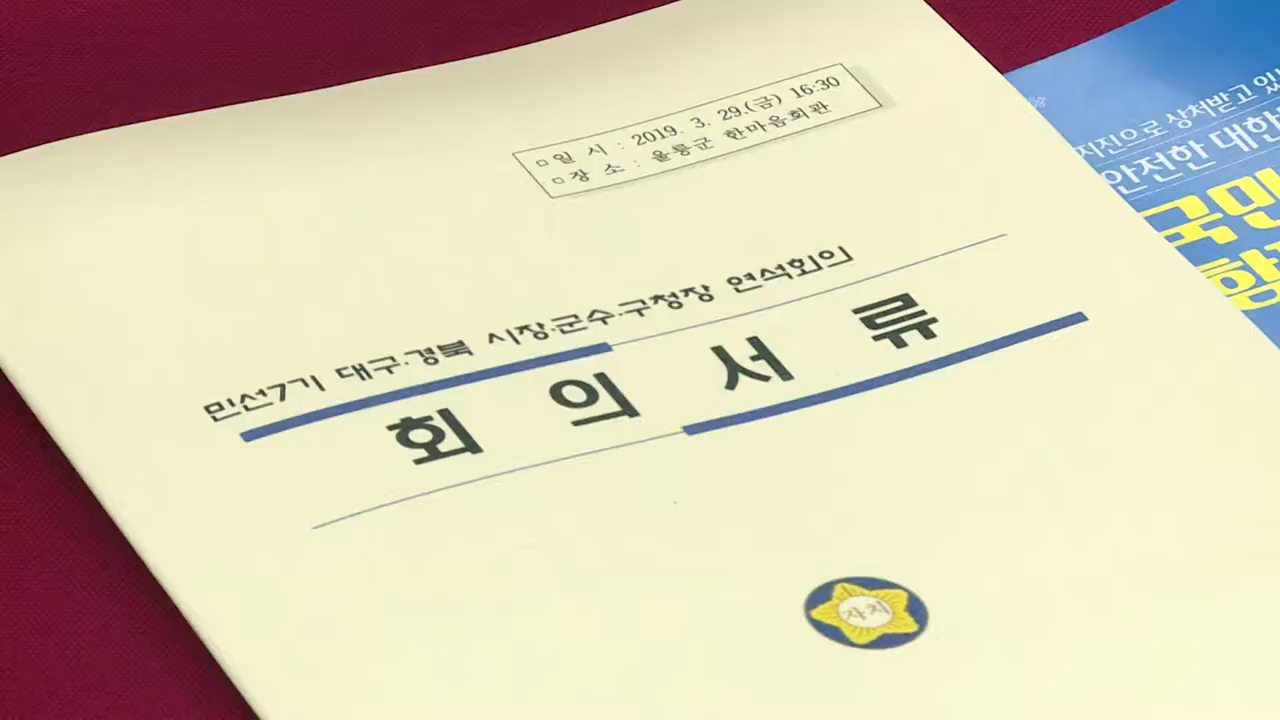 □일 시 : 2019. 3. 29.(금) 16:30
□장 소 : 울릉군 한마음회관
민선7기 대구·경북 시장·군수·구청장 연석회의
회 의 서 류
자치
지진으로 상처받고 있
안전한 대한
국민
함